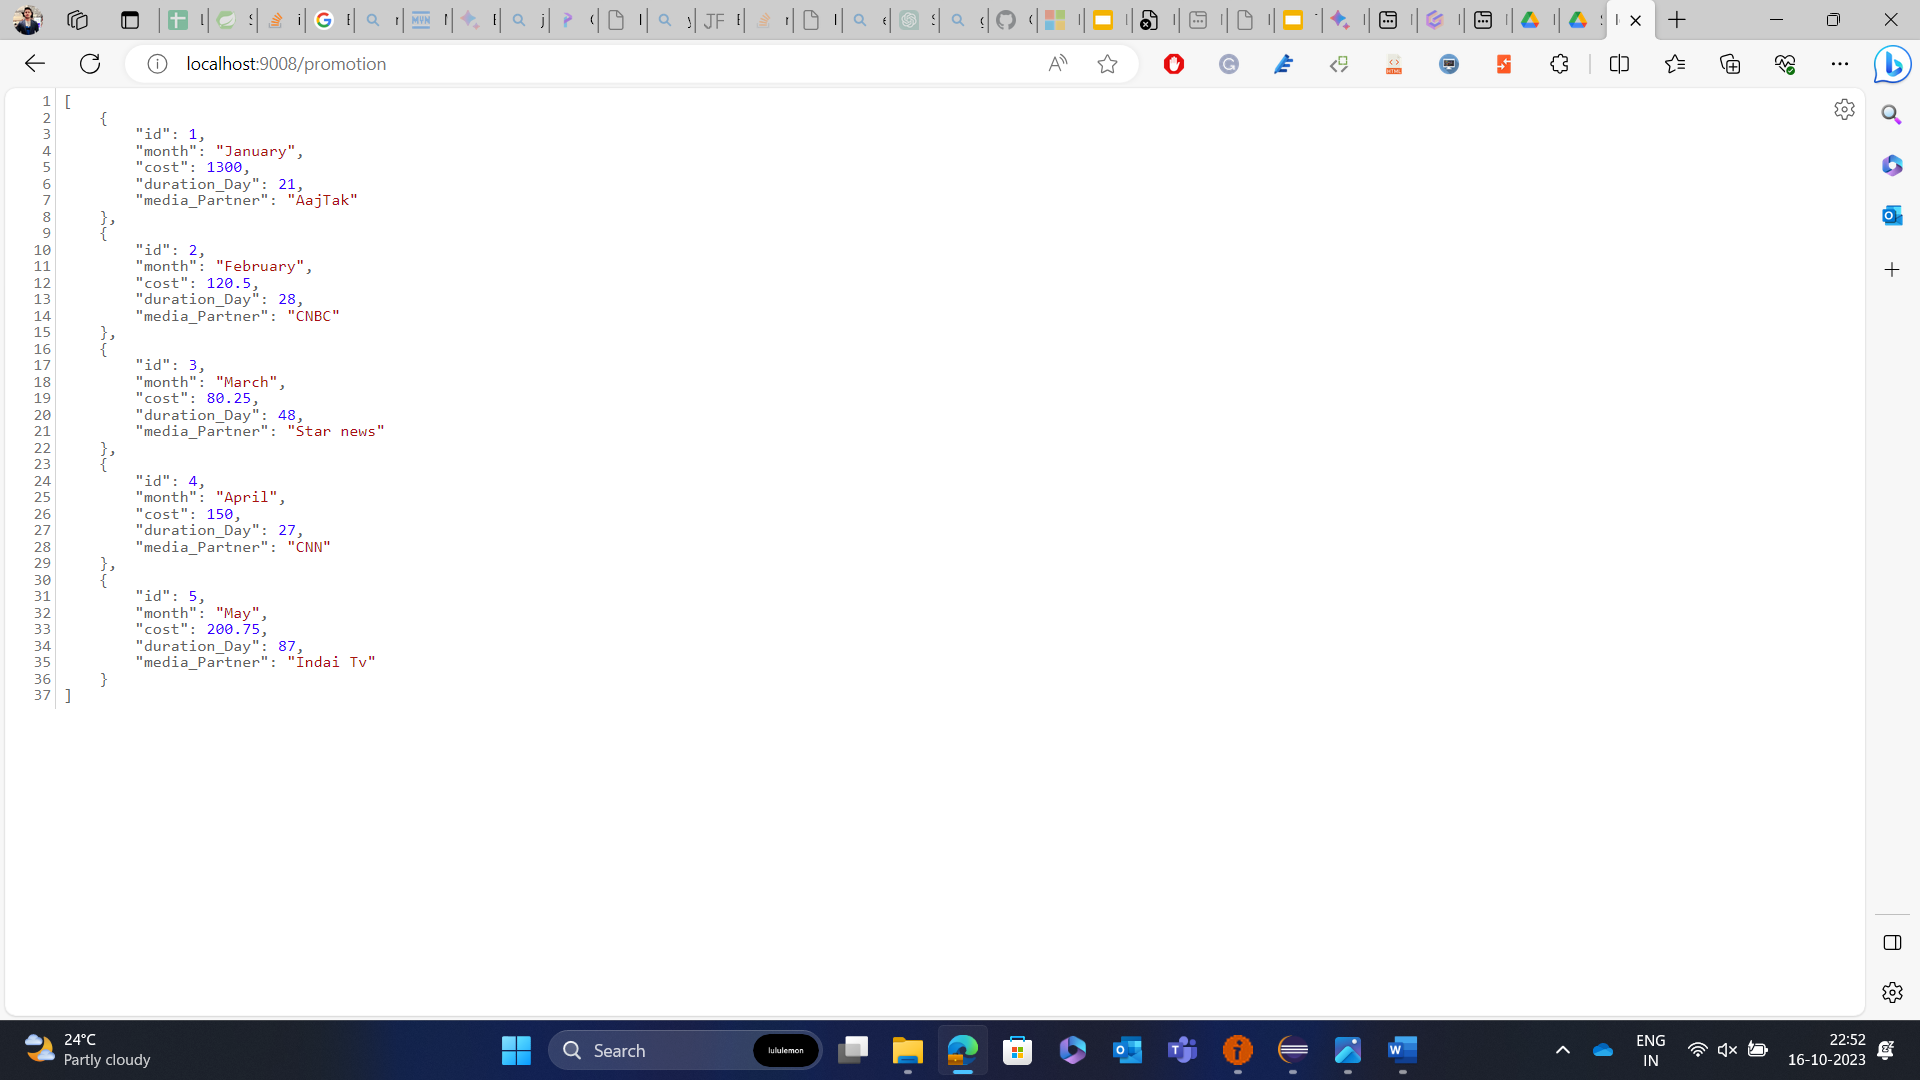 localhost:9008/promotion
1 [
2 {
3 "id": 1,
4 "month": "January",
5 "cost": 1300,
6 "duration_Day": 21,
7 "media_Partner": "AajTak"
8 },
9 {
10 "id": 2,
11 "month": "February",
12 "cost": 120.5,
13 "duration_Day": 28,
14 "media_Partner": "CNBC"
15 },
16 {
17 "id": 3,
18 "month": "March",
19 "cost": 80.25,
20 "duration_Day": 48,
21 "media_Partner": "Star news"
22 },
23 {
24 "id": 4,
25 "month": "April",
26 "cost": 150,
27 "duration_Day": 27,
28 "media_Partner": "CNN"
29 },
30 {
31 "id": 5,
32 "month": "May",
33 "cost": 200.75,
34 "duration_Day": 87,
35 "media_Partner": "Indai Tv"
36 }
37 ]
24°C
Partly cloudy
Search
lululemon
ENG
IN
22:52
16-10-2023